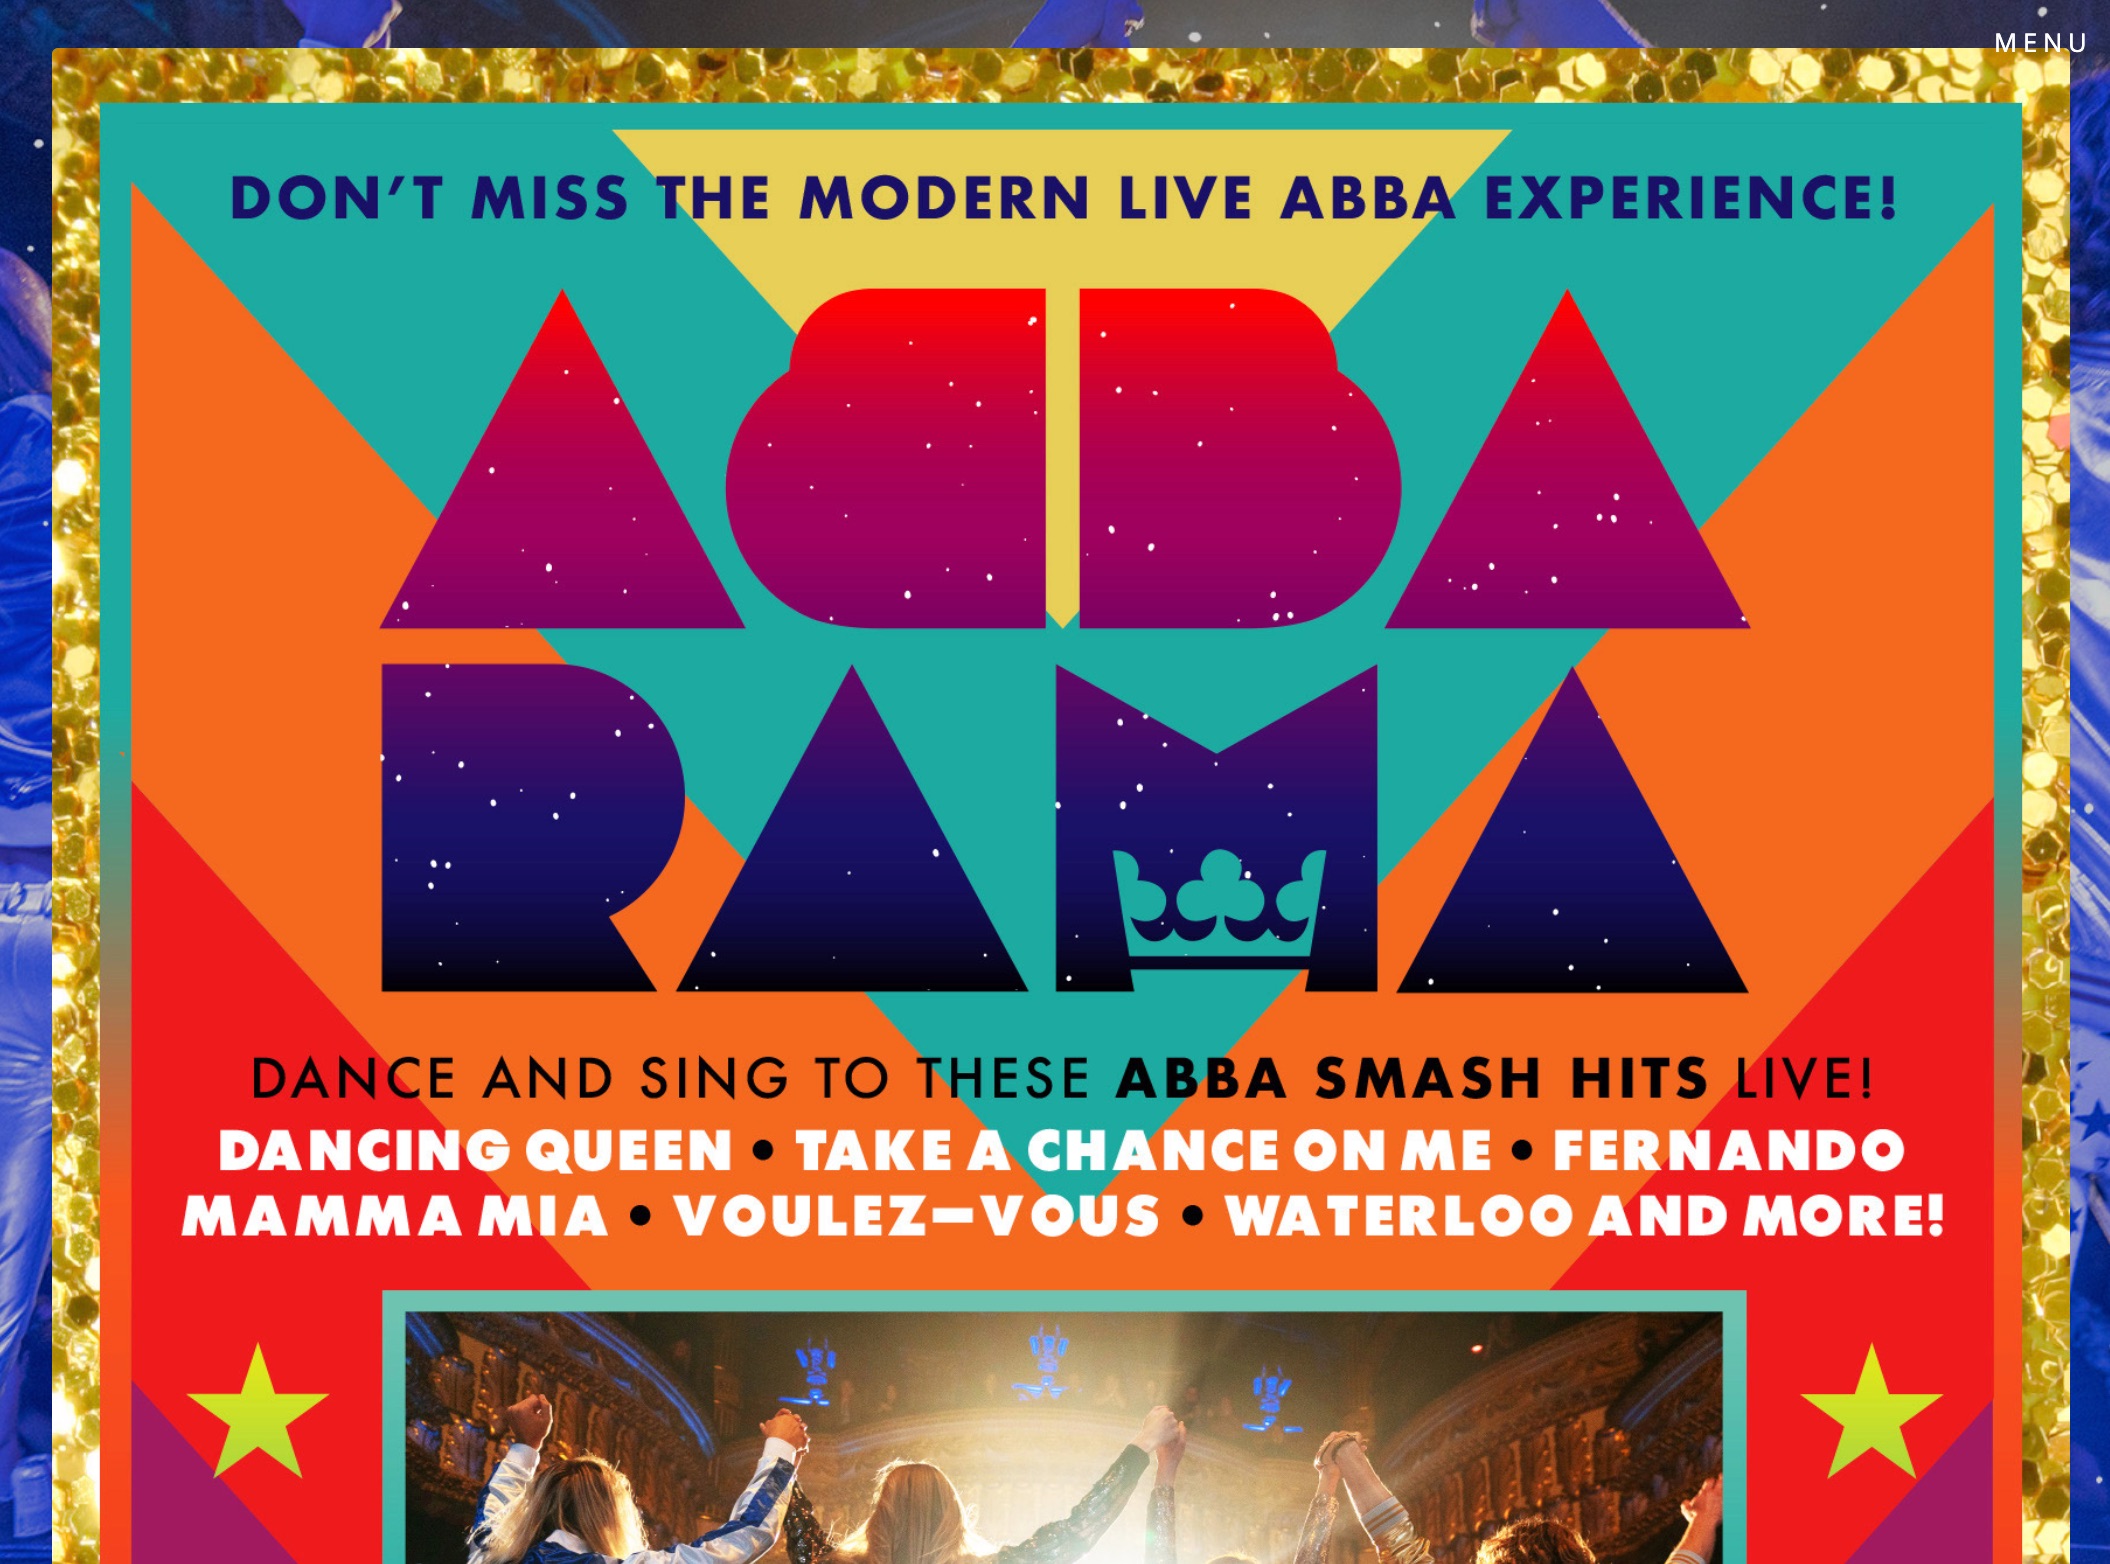 MENU
DON'T MISS THE MODERN LIVE ABBA EXPERIENCE!
ABBA
RAMA
DANCE AND SING TO THESE ABBA SMASH HITS LIVE!
DANCING QUEEN • TAKE A CHANCE ON ME • FERNANDO
MAMMA MIA • VOULEZ–VOUS • WATERLOO AND MORE!